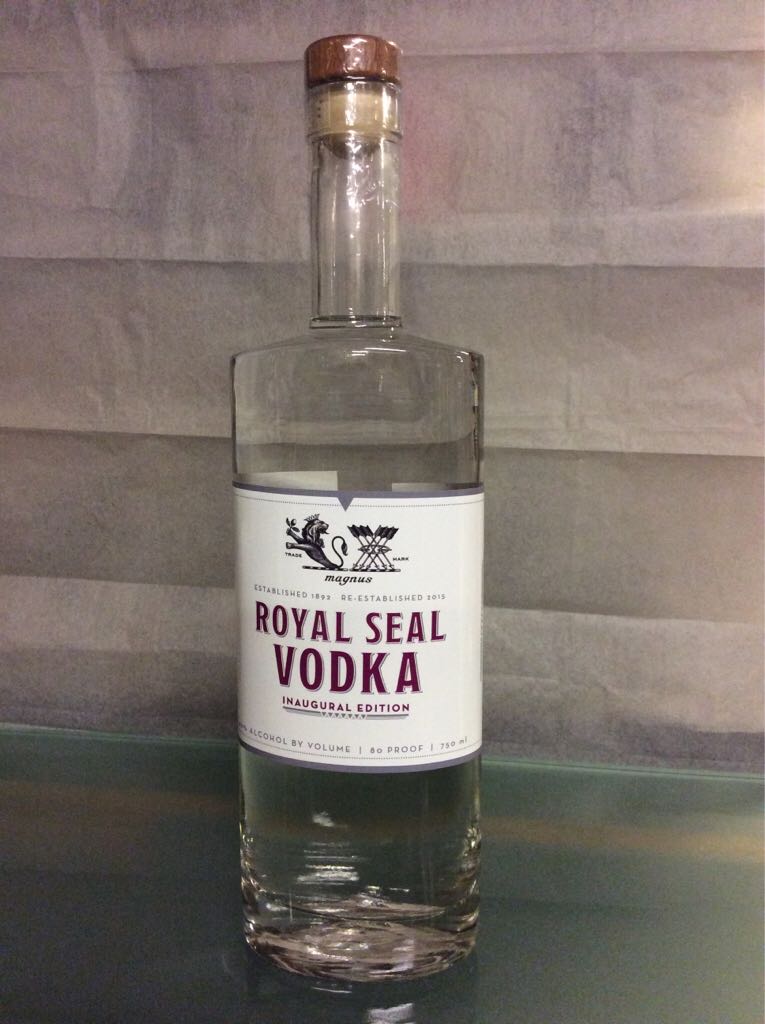 TRADE MARK
magnus
ESTABLISHED 1892 RE-ESTABLISHED 2015
ROYAL SEAL
VODKA
INAUGURAL EDITION
ALCOHOL BY VOLUME | 80 PROOF | 750 ml